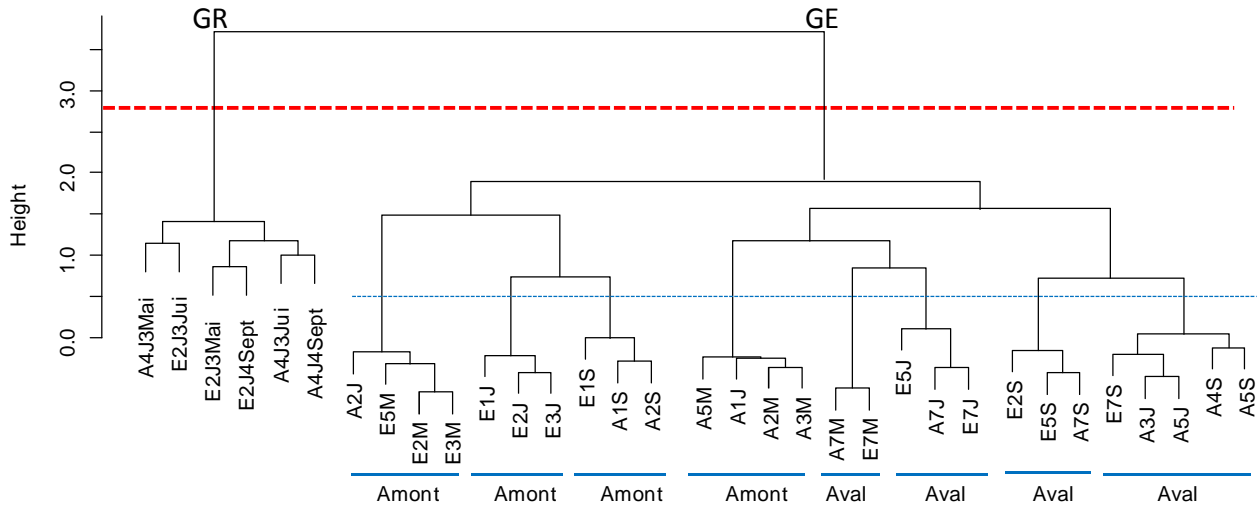 GR
GE
Height
3.0
2.0
1.0
0.0
A4J3Mai
E2J3Jui
E2J3Mai
E2J4Sept
A4J3Jui
A4J4Sept
A2J
E5M
E2M
E3M
E1J
E2J
E3J
E1S
A1S
A2S
A5M
A1J
A2M
A3M
A7M
E7M
E5J
A7J
E7J
E2S
E5S
A7S
E7S
A3J
A5J
A4S
A5S
Amont
Amont
Amont
Amont
Aval
Aval
Aval
Aval